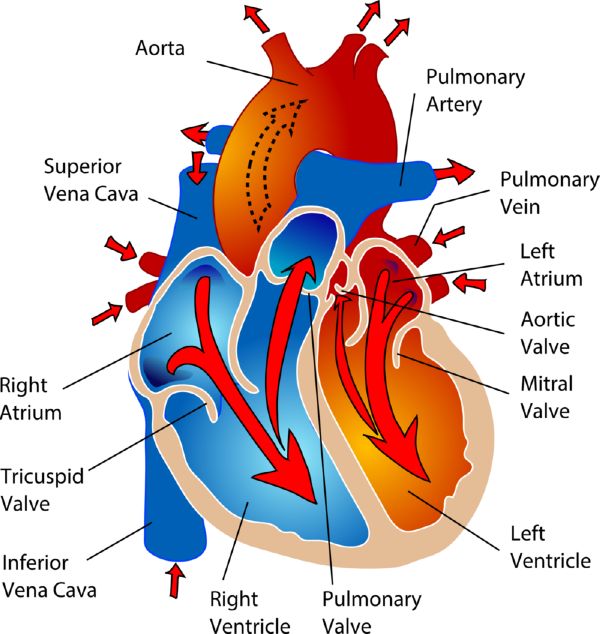 Aorta
Pulmonary
Artery
Superior
Vena Cava
Pulmonary
Vein
Left
Atrium
Aortic
Valve
Mitral
Valve
Right
Atrium
Tricuspid
Valve
Inferior
Vena Cava
Right
Ventricle
Pulmonary
Valve
Left
Ventricle